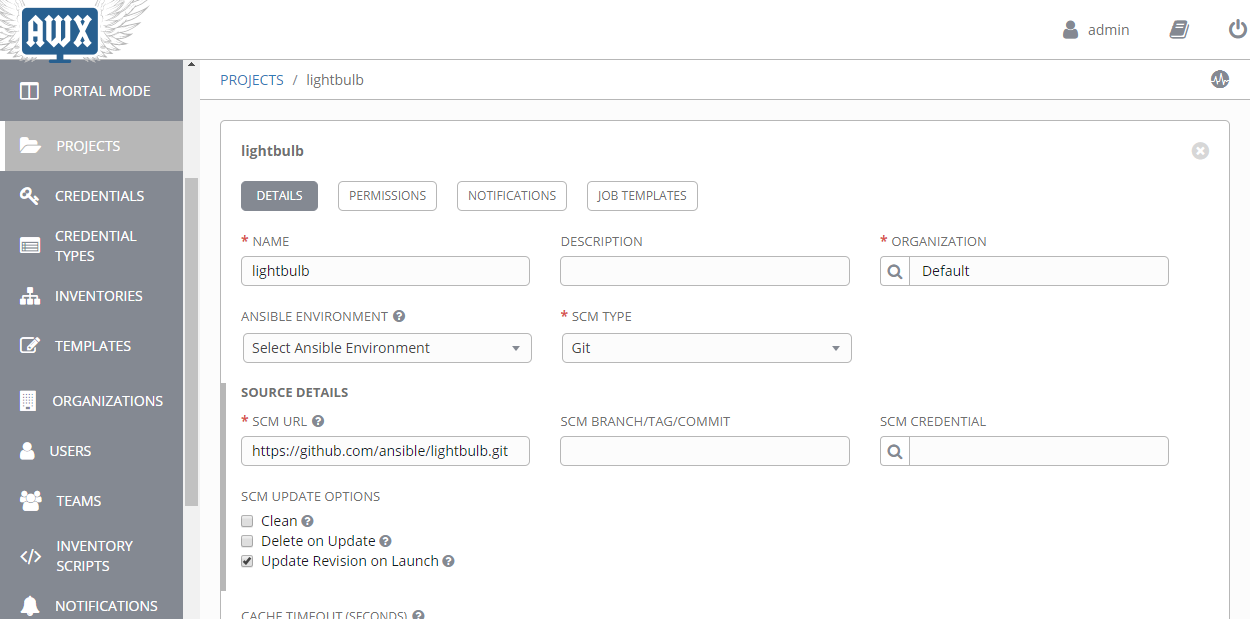 AWX
admin
PORTAL MODE
PROJECTS
CREDENTIALS
CREDENTIAL
TYPES
INVENTORIES
TEMPLATES
ORGANIZATIONS
USERS
TEAMS
INVENTORY
SCRIPTS
NOTIFICATIONS
PROJECTS / lightbulb
lightbulb
DETAILS PERMISSIONS NOTIFICATIONS JOB TEMPLATES
* NAME DESCRIPTION * ORGANIZATION
lightbulb Default
ANSIBLE ENVIRONMENT * SCM TYPE
Select Ansible Environment Git
SOURCE DETAILS
* SCM URL SCM BRANCH/TAG/COMMIT SCM CREDENTIAL
https://github.com/ansible/lightbulb.git
SCM UPDATE OPTIONS
Clean
Delete on Update
Update Revision on Launch
CACHE TIMEOUT (SECONDS)